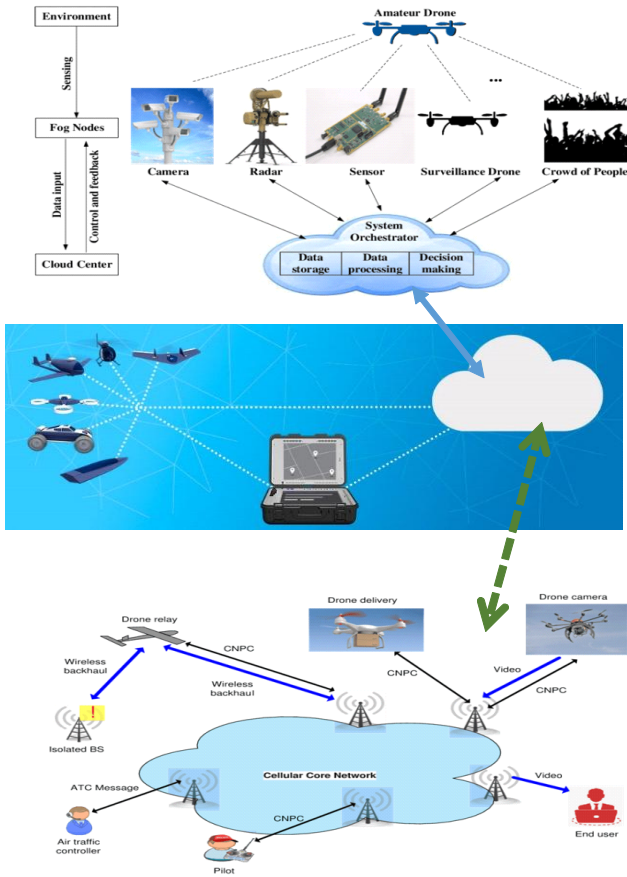 Environment
Sensing
Fog Nodes
Data input
Control and feedback
Cloud Center
Amateur Drone
...
Camera
Radar
Sensor
Surveillance Drone
Crowd of People
System
Orchestrator
Data
storage
Data
processing
Decision
making
Drone relay
Drone delivery
Drone camera
CNPC
Wireless
backhaul
Wireless
backhaul
CNPC
Video
CNPC
!
Isolated BS
Cellular Core Network
ATC Message
Video
CNPC
Air traffic
controller
Pilot
End user